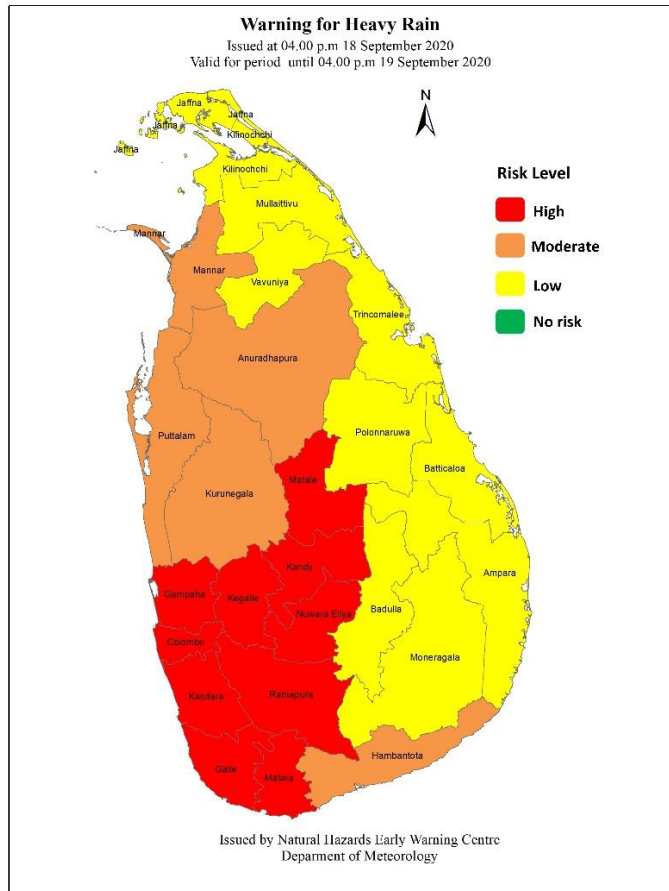 Warning for Heavy Rain
Issued at 04.00 p.m 18 September 2020
Valid for period until 04.00 p.m 19 September 2020
N
Jaffna
Jaffna
Jaffna
Kilinochchi
Jaffna
Kilinochchi
Mullaittivu
Mannar
Mannar
Vavuniya
Trincomalee
Anuradhapura
Puttalam
Polonnaruwa
Batticaloa
Kurunegala
Matale
Kandy
Ampara
Gampaha
Kegalle
Nuwara Eliya
Badulla
Colombo
Moneragala
Kalutara
Ratnapura
Hambantota
Galle
Matara
Risk Level
High
Moderate
Low
No risk
Issued by Natural Hazards Early Warning Centre
Deparment of Meteorology